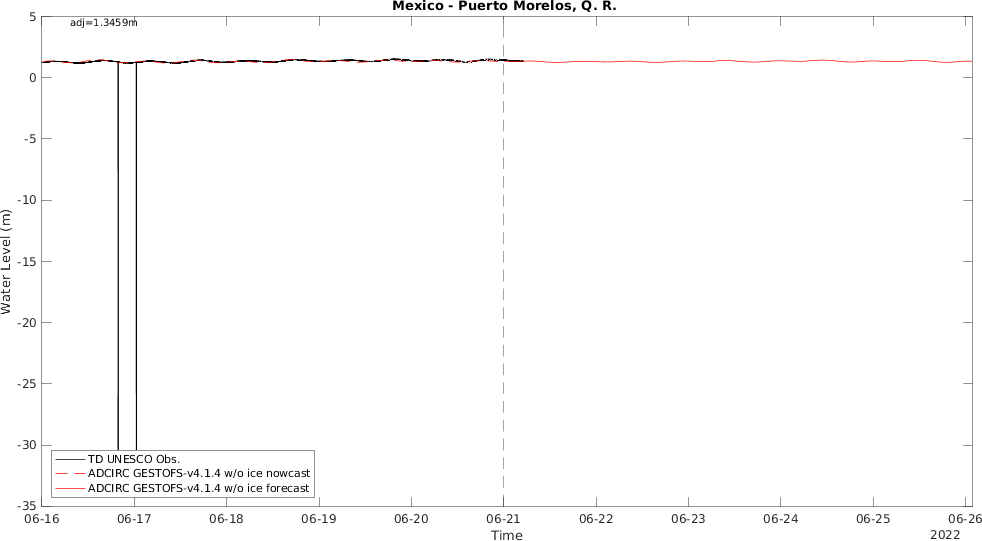 Mexico - Puerto Morelos, Q. R.
adj=1.3459m
5
0
-5
-10
-15
-20
-25
-30
-35
Water Level (m)
TD UNESCO Obs.
ADCIRC GESTOFS-v4.1.4 w/o ice nowcast
ADCIRC GESTOFS-v4.1.4 w/o ice forecast
06-16 06-17 06-18 06-19 06-20 06-21 06-22 06-23 06-24 06-25 06-26
Time
2022